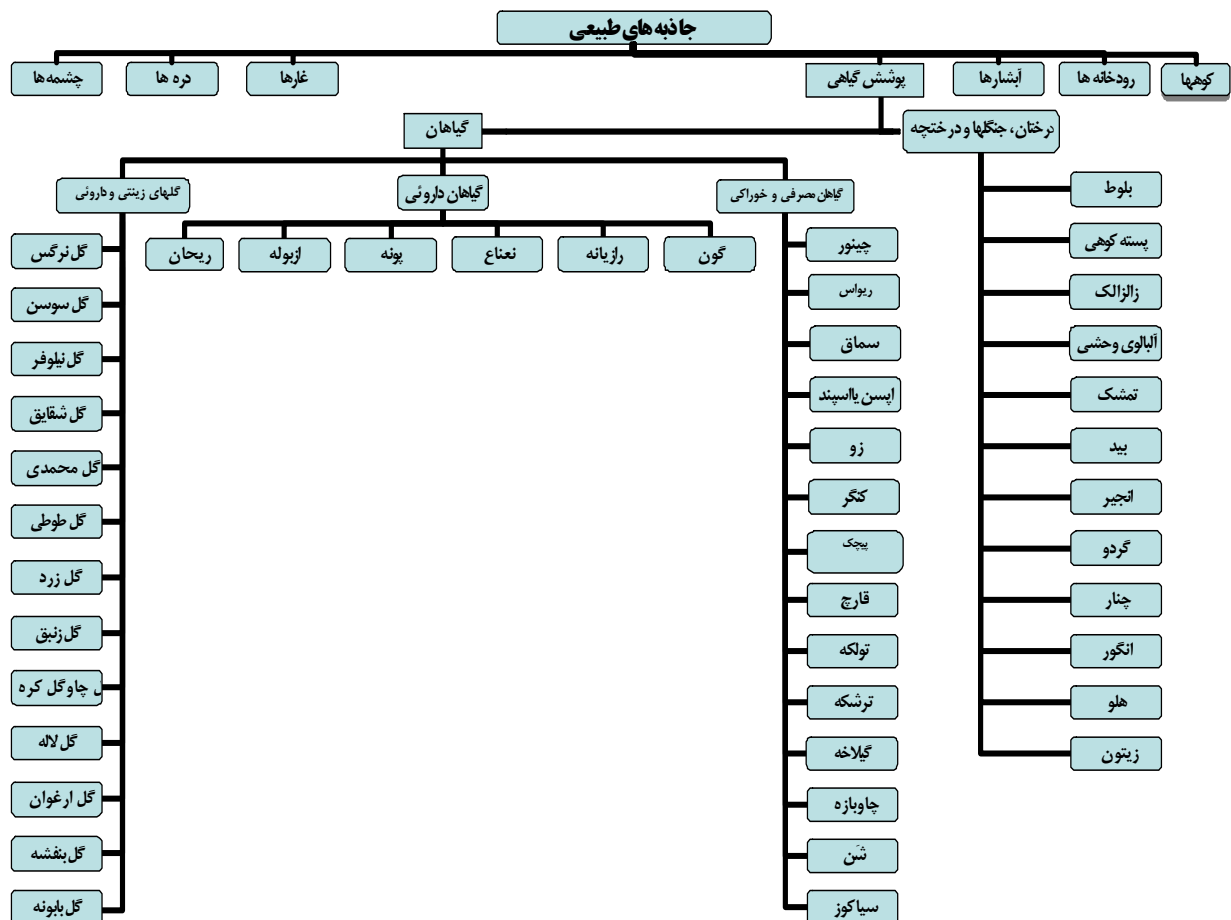 جاذبه های طبیعی
کوهها
رودخانه ها
آبشارها
پوشش گیاهی
غارها
دره ها
چشمه ها
درختان، جنگلها و درختچه
گیاهان
گیاهان مصرفی و خوراکی
گیاهان داروئی
گلهای زینتی و داروئی
بلوط
پسته کوهی
زالزالک
آلبالوی وحشی
تمشک
بید
انجیر
گردو
چنار
انگور
هلو
زیتون
چینور
ریواس
سماق
اپسن یا اسپند
زو
کنگر
پیچک
قارچ
تولکه
ترشکه
گیلاخه
چاوبازه
شَن
سیاکوز
گون
رازیانه
نعناع
پونه
ازبوله
ریحان
گل نرگس
گل سوسن
گل نیلوفر
گل شقایق
گل محمدی
گل طوطی
گل زرد
گل زنبق
ل چاوگل کره
گل لاله
گل ارغوان
گل بنفشه
گل بابونه